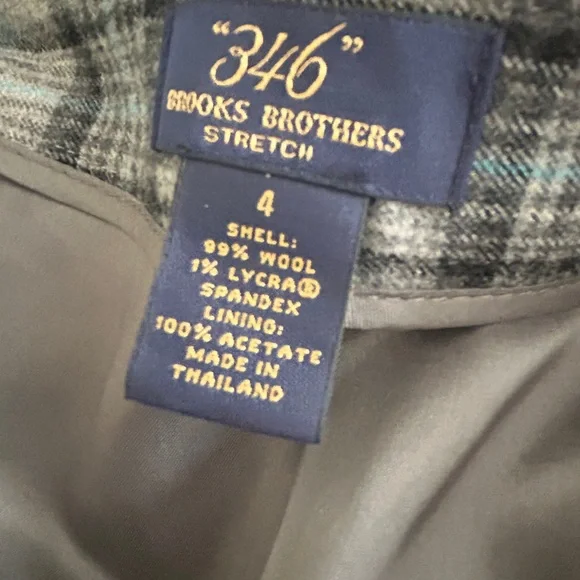 "346"
BROOKS BROTHERS
STRETCH
4
SHELL:
99% WOOL
1% LYCRA®
SPANDEX
LINING:
100% ACETATE
MADE IN
THAILAND